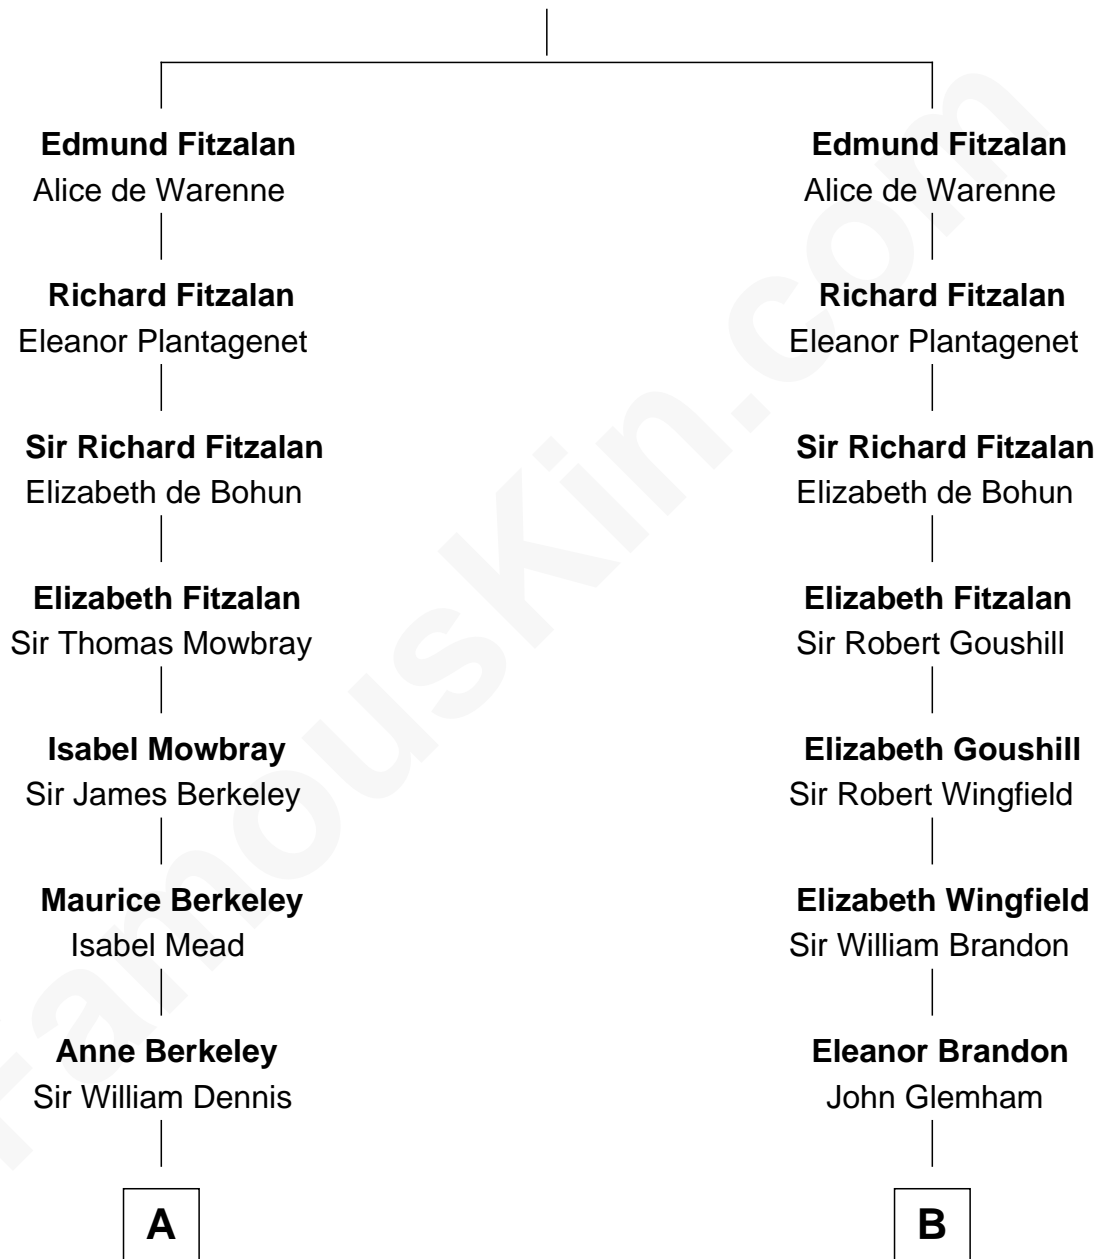 Edmund Fitzalan
Alice de Warenne
Richard Fitzalan
Eleanor Plantagenet
Sir Richard Fitzalan
Elizabeth de Bohun
Elizabeth Fitzalan
Sir Thomas Mowbray
Isabel Mowbray
Sir James Berkeley
Maurice Berkeley
Isabel Mead
Anne Berkeley
Sir William Dennis
A
Edmund Fitzalan
Alice de Warenne
Richard Fitzalan
Eleanor Plantagenet
Sir Richard Fitzalan
Elizabeth de Bohun
Elizabeth Fitzalan
Sir Robert Goushill
Elizabeth Goushill
Sir Robert Wingfield
Elizabeth Wingfield
Sir William Brandon
Eleanor Brandon
John Glemham
B
FamousKin.com